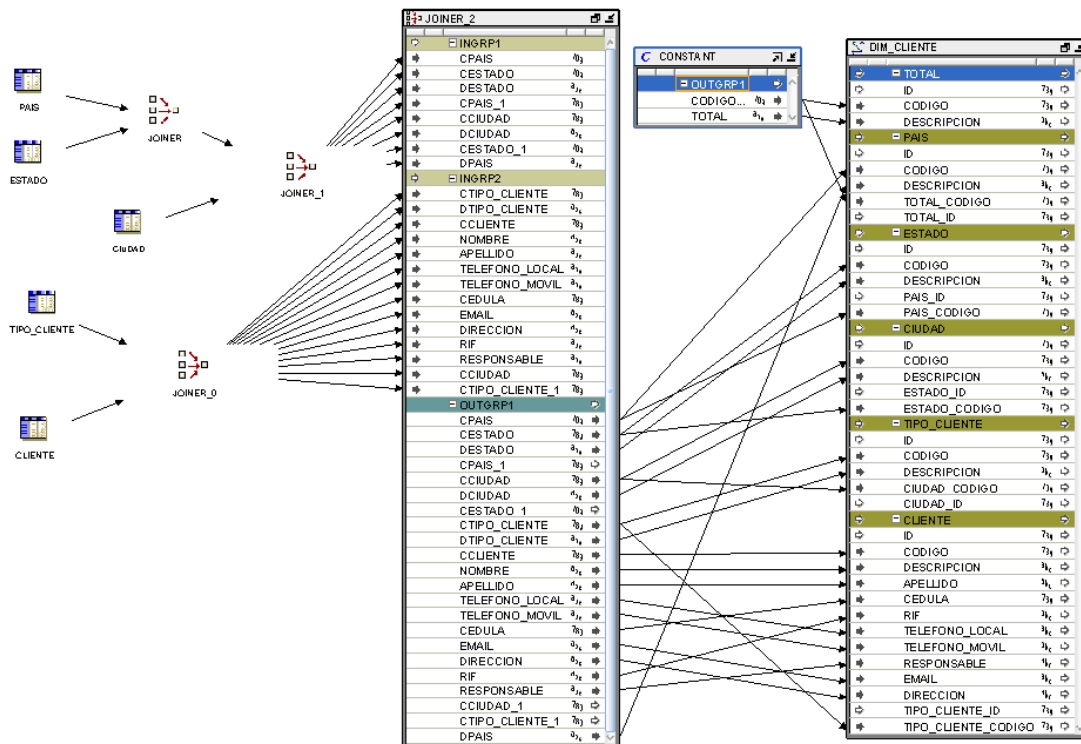 PAIS
ESTADO
JOINER
CIUDAD
JOINER_1
TIPO_CLIENTE
JOINER_0
CLIENTE
JOINER_2
INGRP1
CPAIS
CESTADO
DESTADO
CPAIS_1
CCIUDAD
DCIUDAD
CESTADO_1
DPAIS
INGRP2
CTIPO_CLIENTE
DTIPO_CLIENTE
CCLIENTE
NOMBRE
APELLIDO
TELEFONO_LOCAL
TELEFONO_MOVIL
CEDULA
EMAIL
DIRECCION
RIF
RESPONSABLE
CCIUDAD
CTIPO_CLIENTE_1
OUTGRP1
CPAIS
CESTADO
DESTADO
CPAIS_1
CCIUDAD
DCIUDAD
CESTADO_1
CTIPO_CLIENTE
DTIPO_CLIENTE
CCLIENTE
NOMBRE
APELLIDO
TELEFONO_LOCAL
TELEFONO_MOVIL
CEDULA
EMAIL
DIRECCION
RIF
RESPONSABLE
CCIUDAD_1
CTIPO_CLIENTE_1
DPAIS
CONSTANT
OUTGRP1
CODIGO...
TOTAL
DIM_CLIENTE
TOTAL
ID
CODIGO
DESCRIPCION
PAIS
ID
CODIGO
DESCRIPCION
TOTAL_CODIGO
TOTAL_ID
ESTADO
ID
CODIGO
DESCRIPCION
PAIS_ID
PAIS_CODIGO
CIUDAD
ID
CODIGO
DESCRIPCION
ESTADO_ID
ESTADO_CODIGO
TIPO_CLIENTE
ID
CODIGO
DESCRIPCION
CIUDAD_CODIGO
CIUDAD_ID
CLIENTE
ID
CODIGO
DESCRIPCION
APELLIDO
CEDULA
RIF
TELEFONO_LOCAL
TELEFONO_MOVIL
RESPONSABLE
EMAIL
DIRECCION
TIPO_CLIENTE_ID
TIPO_CLIENTE_CODIGO